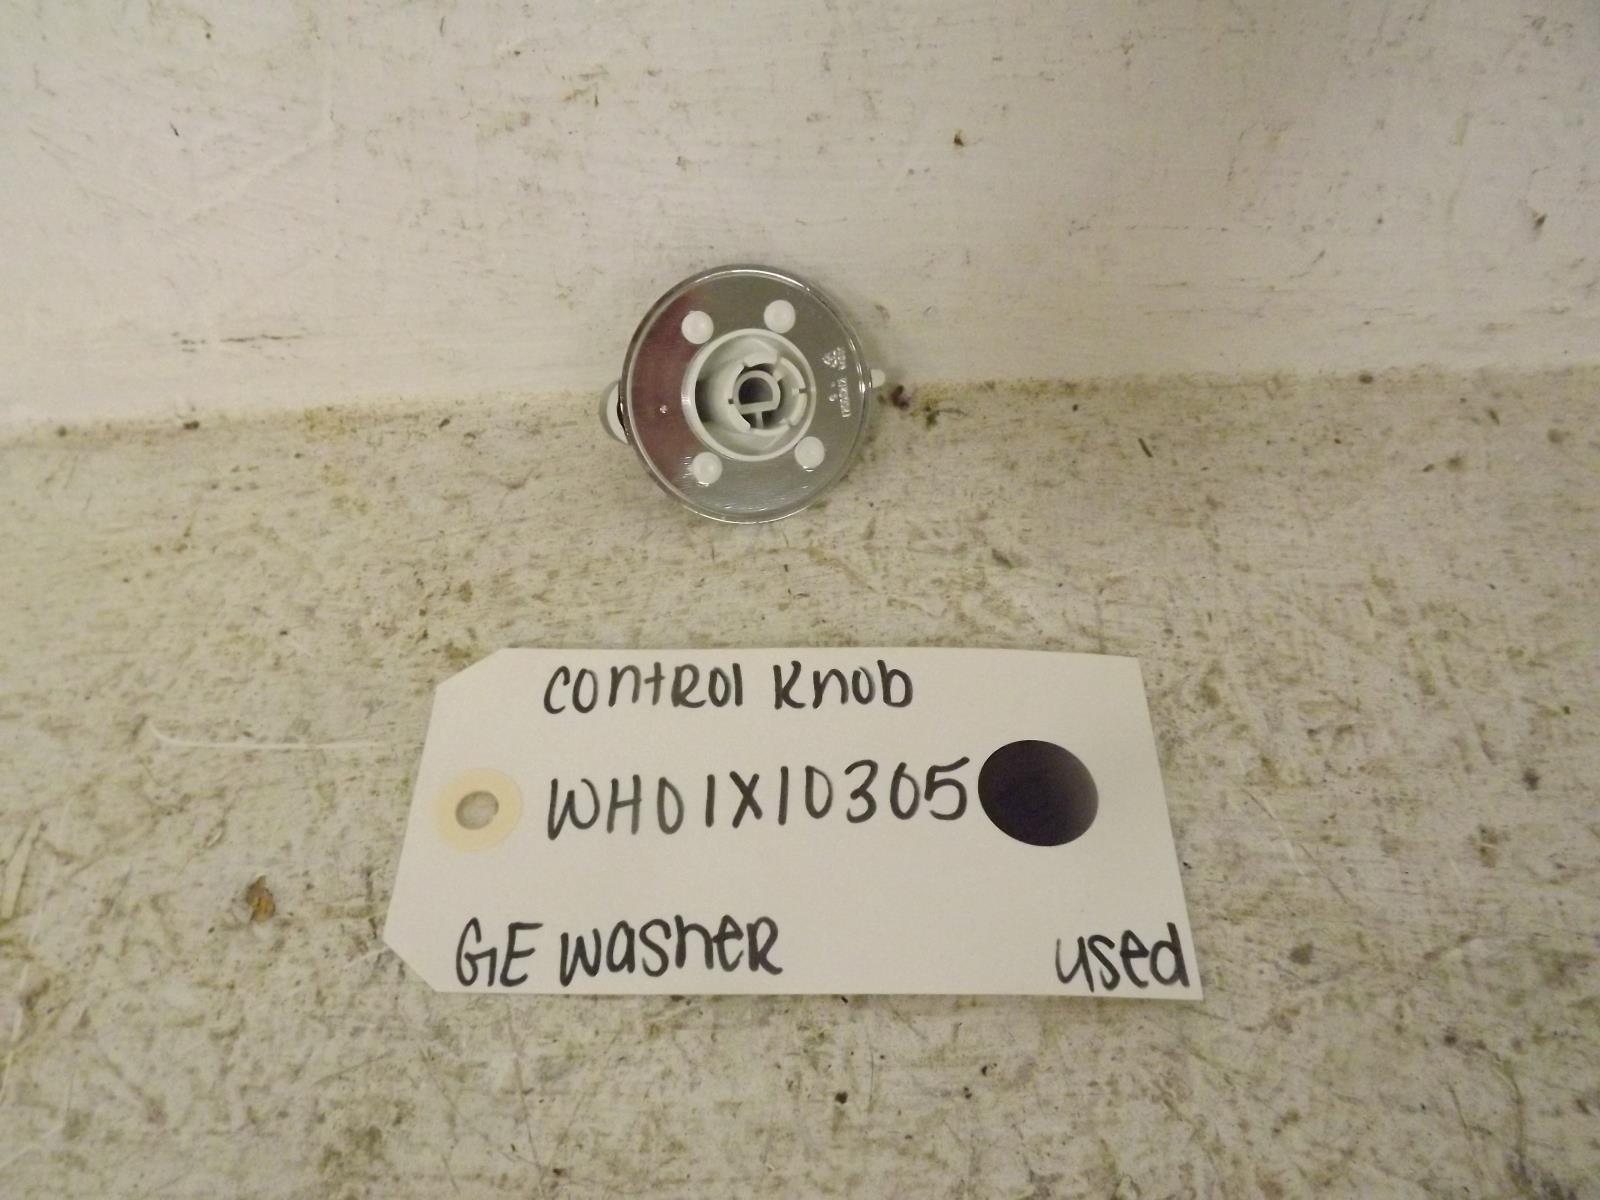 control knob
WH01X10305
GE washer
used